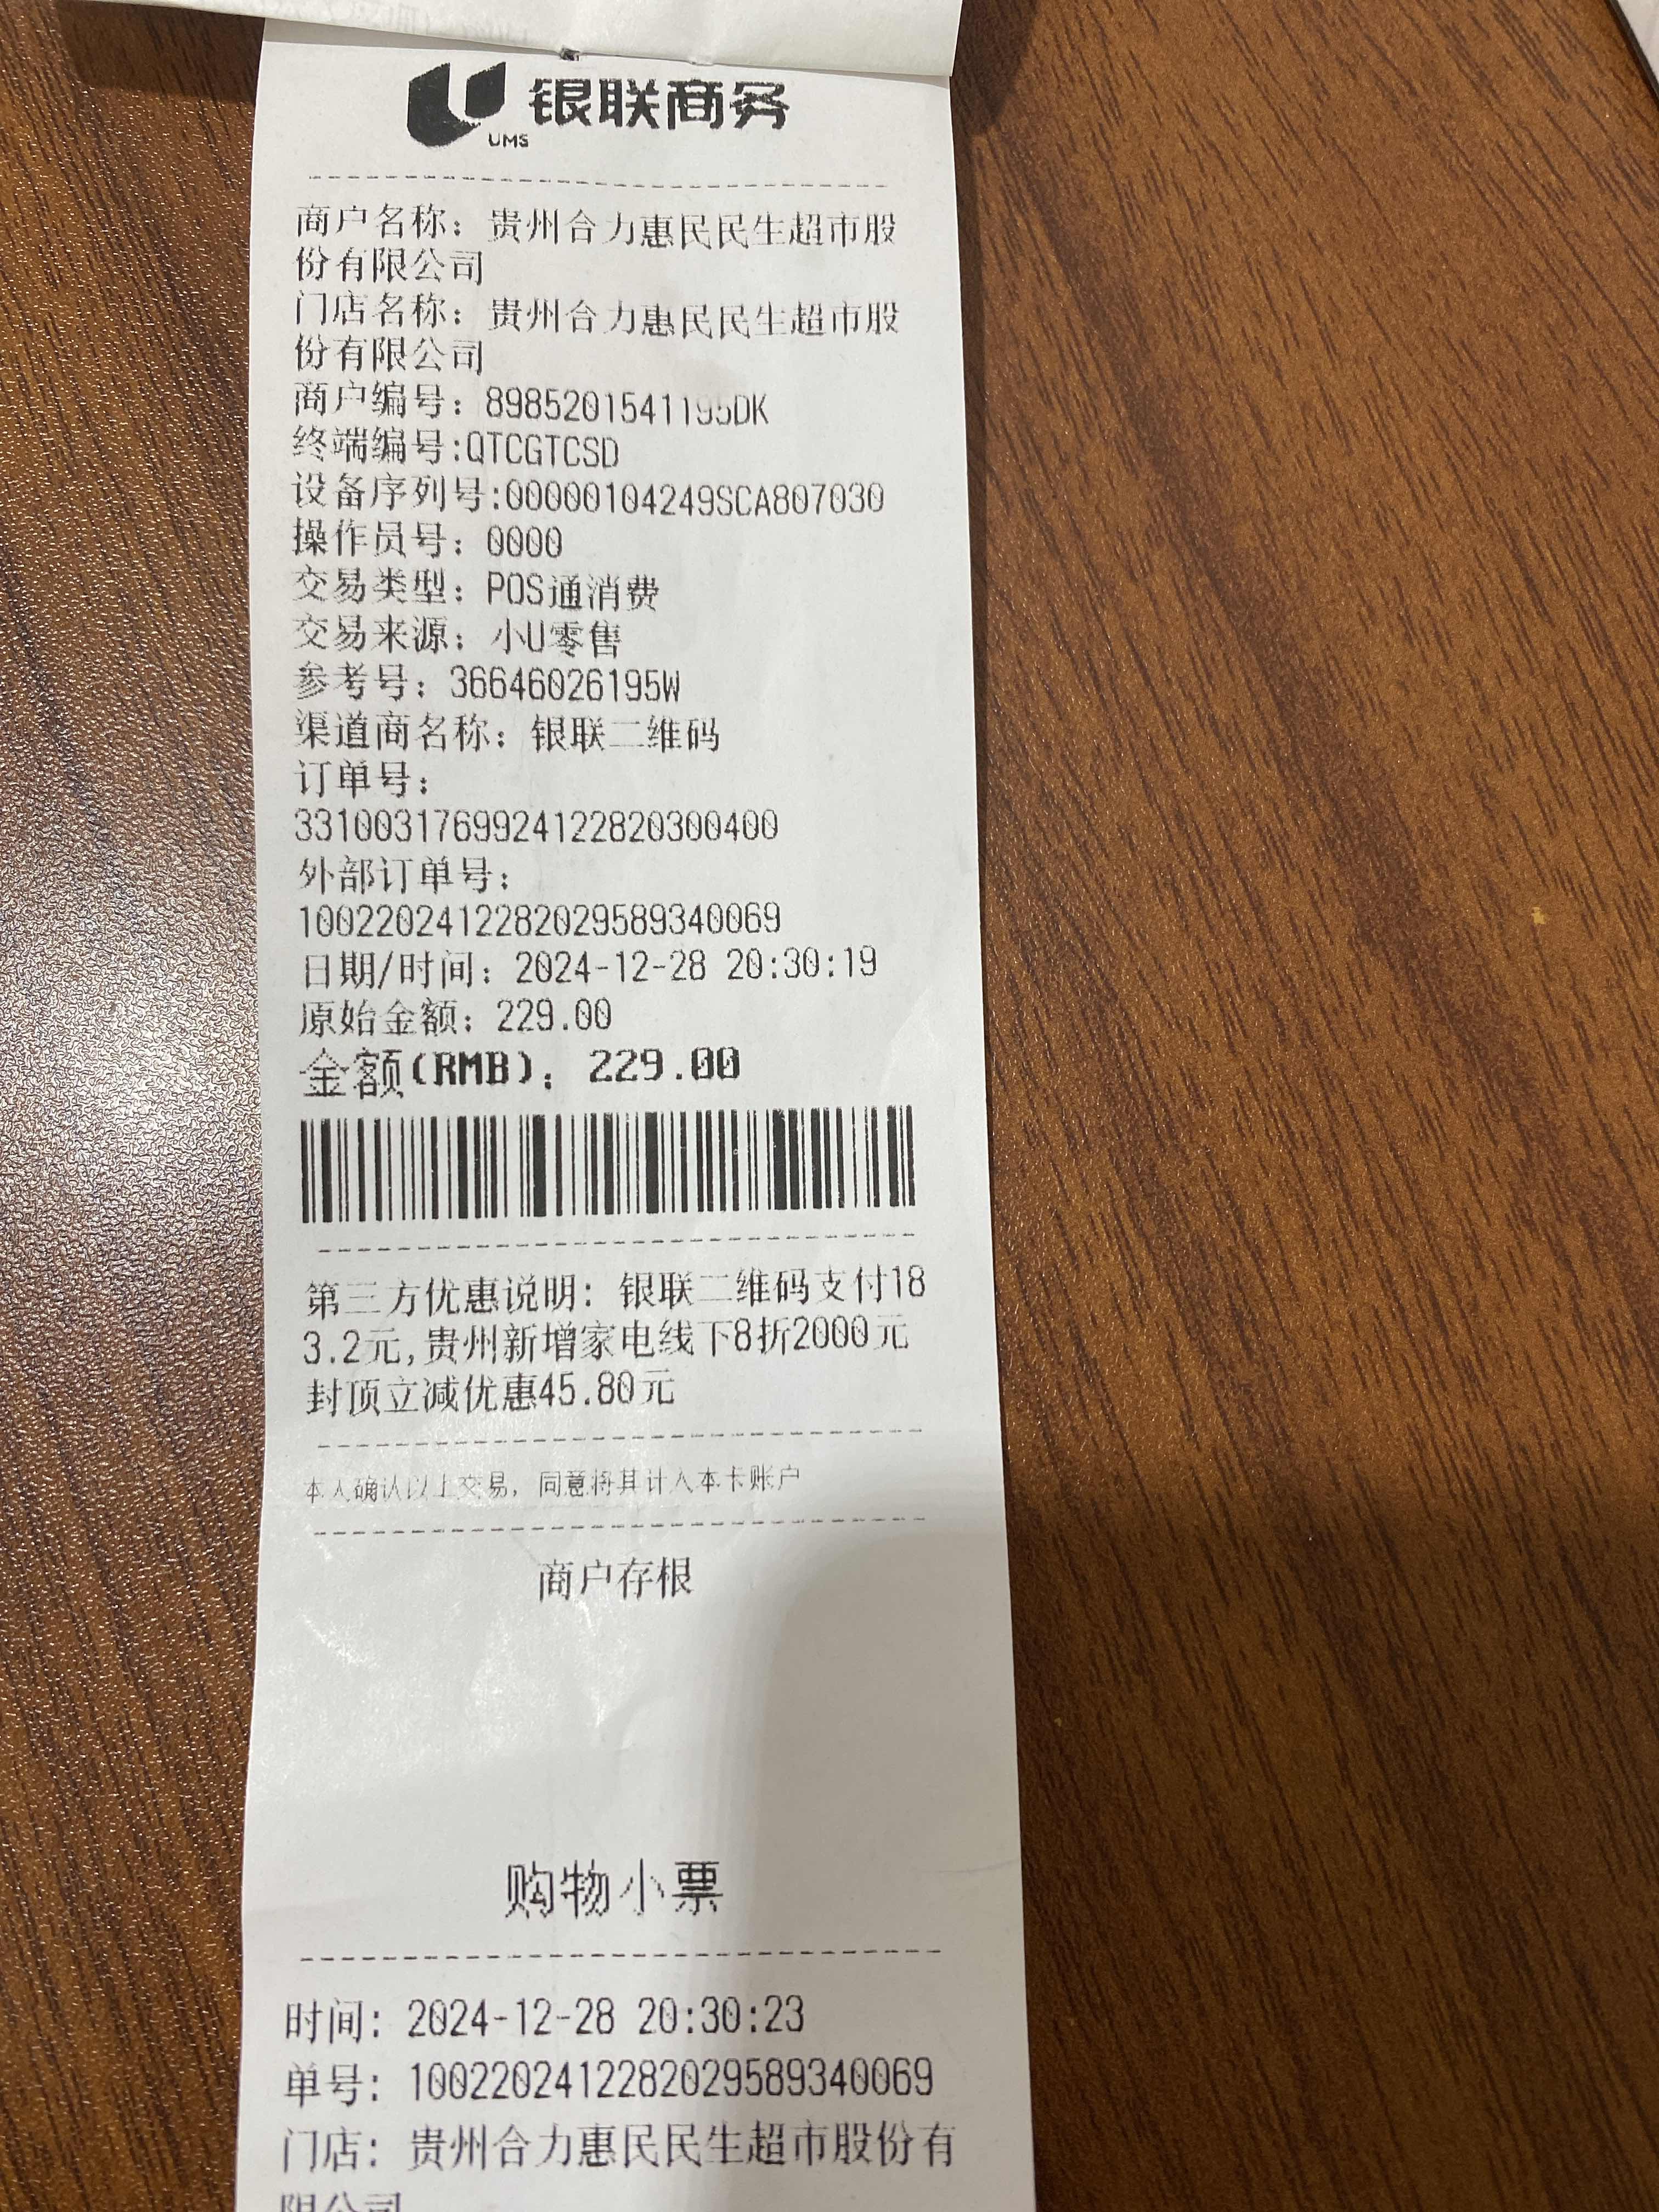 银联商务
UMS
商户名称：贵州合力惠民民生超市股
份有限公司
门店名称：贵州合力惠民民生超市股
份有限公司
商户编号：8985201541195DK
终端编号:QTCGTCSD
设备序列号:00000104249SCA807030
操作员号：0000
交易类型：POS通消费
交易来源：小U零售
参考号：36646026195W
渠道商名称：银联二维码
订单号：
33100317699241228203004​00
外部订单号：
1002202412282029589340069
日期/时间：2024-12-28 20:30:19
原始金额：229.00
金额(RMB)：229.00
第三方优惠说明：银联二维码支付18
3.2元,贵州新增家电线下8折2000元
封顶立减优惠45.80元
本人确认以上交易，同意将其计入本卡账户
商户存根
购物小票
时间：2024-12-28 20:30:23
单号：1002202412282029589340069
门店：贵州合力惠民民生超市股份有
限公司